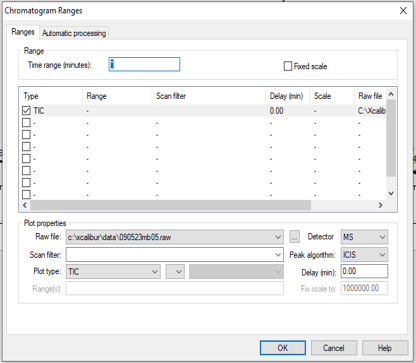 Chromatogram Ranges
Ranges Automatic processing
Range
Time range (minutes): Fixed scale
Type Range Scan filter Delay (min) Scale Raw file
TIC - 0.00 - C:\Xcalib
- - - - - -
- - - - - -
- - - - - -
- - - - - -
- - - - - -
- - - - - -
- - - - - -
Plot properties
Raw file: c:\xcalibur\data\090523mb05.raw ... Detector MS
Scan filter: Peak algorithm: ICIS
Plot type: TIC Delay (min): 0.00
Range(s): Fix scale to: 1000000.00
OK Cancel Help